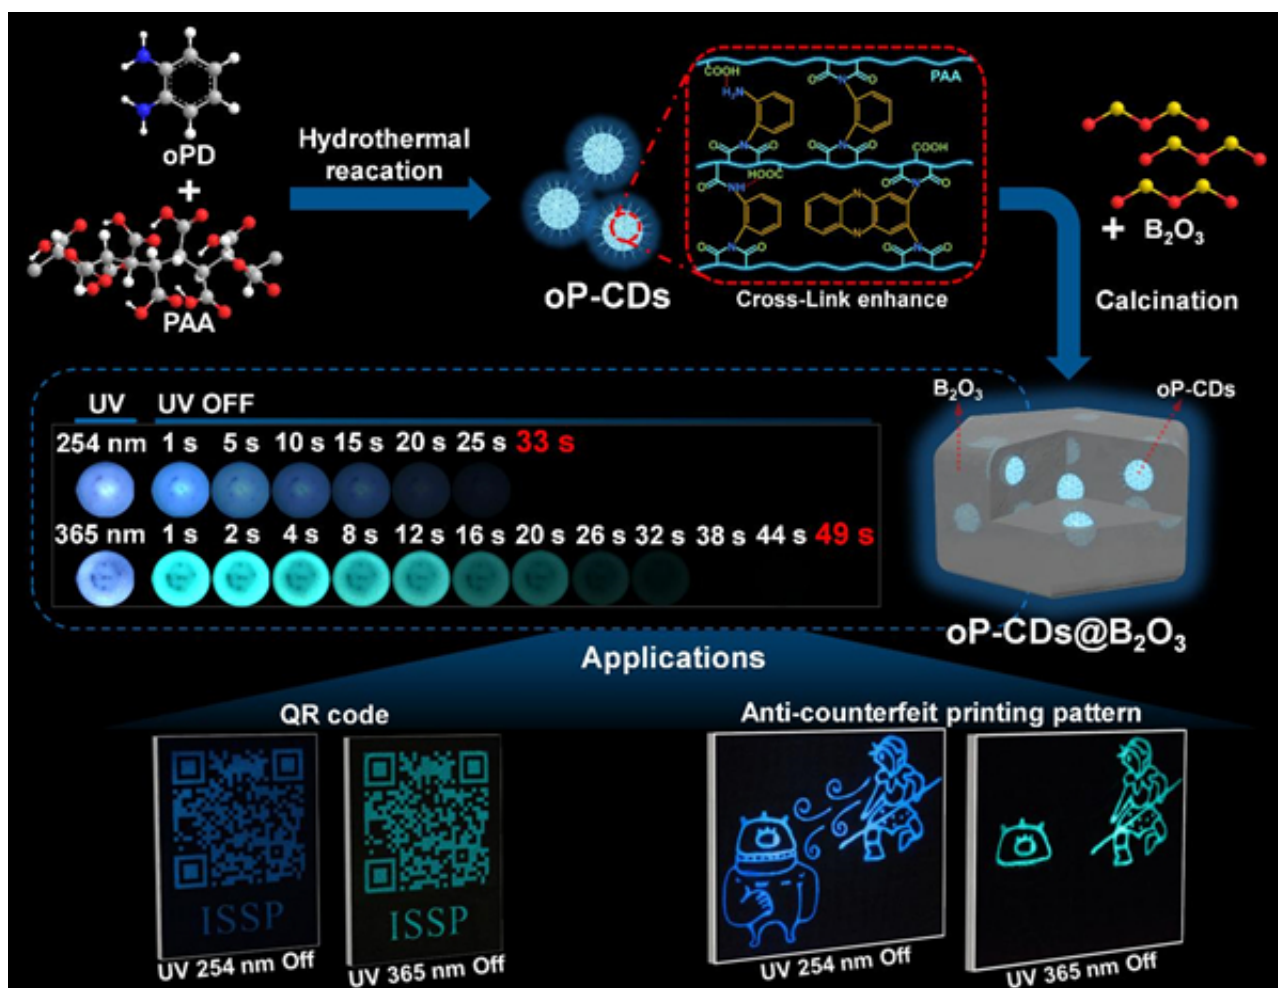 oPD
+
PAA
Hydrothermal
reacation
oP-CDs
COOH
PAA
O
O
H₂N
N
N
O
O
O
O
COOH
HOOC
O
NH
N
O
O
N
N
N
N
O
O
O
O
Cross-Link enhance
+ B₂O₃
Calcination
UV
UV OFF
254 nm 1 s 5 s 10 s 15 s 20 s 25 s 33 s
365 nm 1 s 2 s 4 s 8 s 12 s 16 s 20 s 26 s 32 s 38 s 44 s 49 s
B₂O₃
oP-CDs
oP-CDs@B₂O₃
Applications
QR code
ISSP
UV 254 nm Off
ISSP
UV 365 nm Off
Anti-counterfeit printing pattern
UV 254 nm Off
UV 365 nm Off